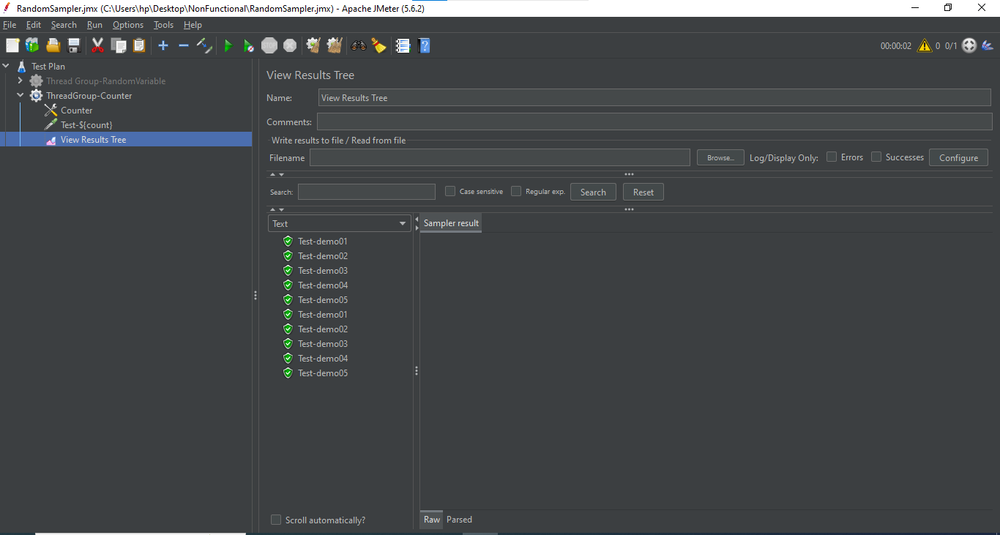 RandomSampler.jmx (C:\Users\hp\Desktop\NonFunctional\RandomSampler.jmx) - Apache JMeter (5.6.2)
File Edit Search Run Options Tools Help
STOP 00:00:02 0 0/1
Test Plan
Thread Group-RandomVariable
ThreadGroup-Counter
Counter
Test-${count}
View Results Tree
View Results Tree
Name: View Results Tree
Comments:
Write results to file / Read from file
Filename Browse... Log/Display Only: Errors Successes Configure
Search: Case sensitive Regular exp. Search Reset
Text
Sampler result
Test-demo01
Test-demo02
Test-demo03
Test-demo04
Test-demo05
Test-demo01
Test-demo02
Test-demo03
Test-demo04
Test-demo05
Scroll automatically?
Raw Parsed